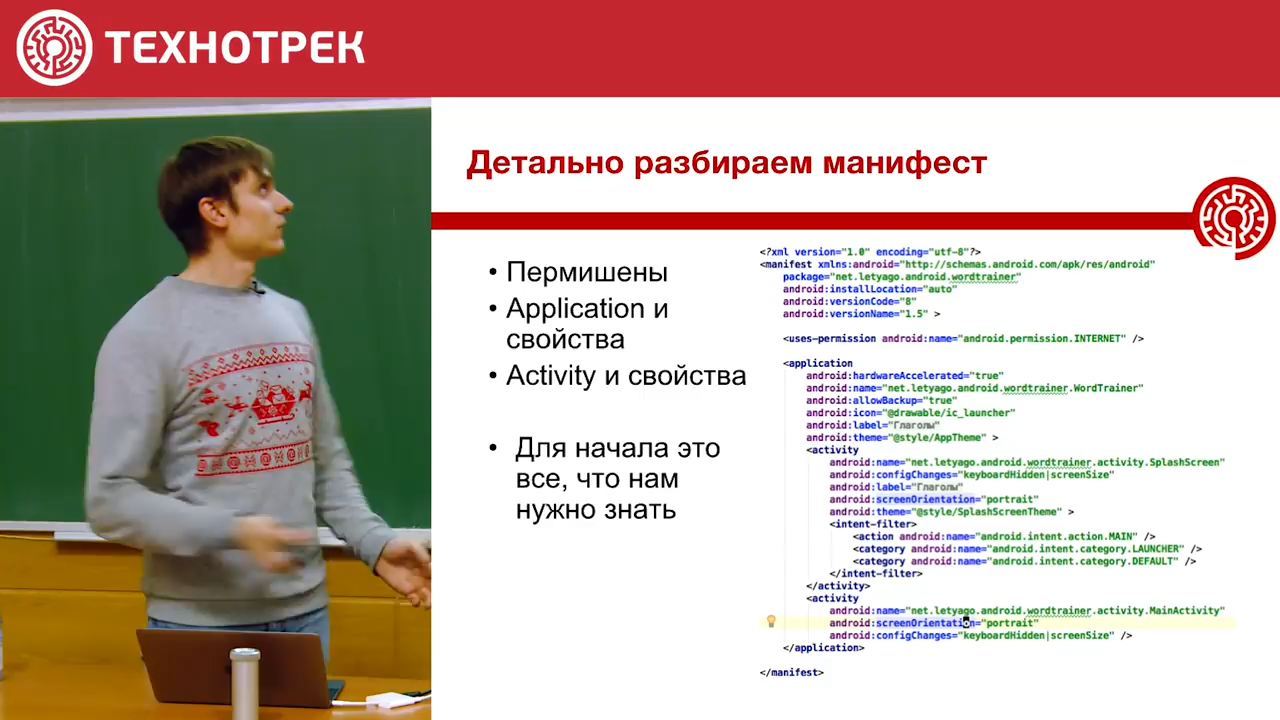 ТЕХНОТРЕК
Детально разбираем манифест
• Пермишены
• Application и
свойства
• Activity и свойства
• Для начала это
все, что нам
нужно знать
<?xml version="1.0" encoding="utf-8"?>
<manifest xmlns:android="http://schemas.android.com/apk/res/android"
package="net.letyago.android.wordtrainer"
android:installLocation="auto"
android:versionCode="8"
android:versionName="1.5" >
<uses-permission android:name="android.permission.INTERNET" />
<application
android:hardwareAccelerated="true"
android:name="net.letyago.android.wordtrainer.WordTrainer"
android:allowBackup="true"
android:icon="@drawable/ic_launcher"
android:label="Глаголы"
android:theme="@style/AppTheme" >
<activity
android:name="net.letyago.android.wordtrainer.activity.SplashScreen"
android:configChanges="keyboardHidden|screenSize"
android:label="Глаголы"
android:screenOrientation="portrait"
android:theme="@style/SplashScreenTheme" >
<intent-filter>
<action android:name="android.intent.action.MAIN" />
<category android:name="android.intent.category.LAUNCHER" />
<category android:name="android.intent.category.DEFAULT" />
</intent-filter>
</activity>
<activity
android:name="net.letyago.android.wordtrainer.activity.MainActivity"
android:screenOrientation="portrait"
android:configChanges="keyboardHidden|screenSize" />
</application>
</manifest>